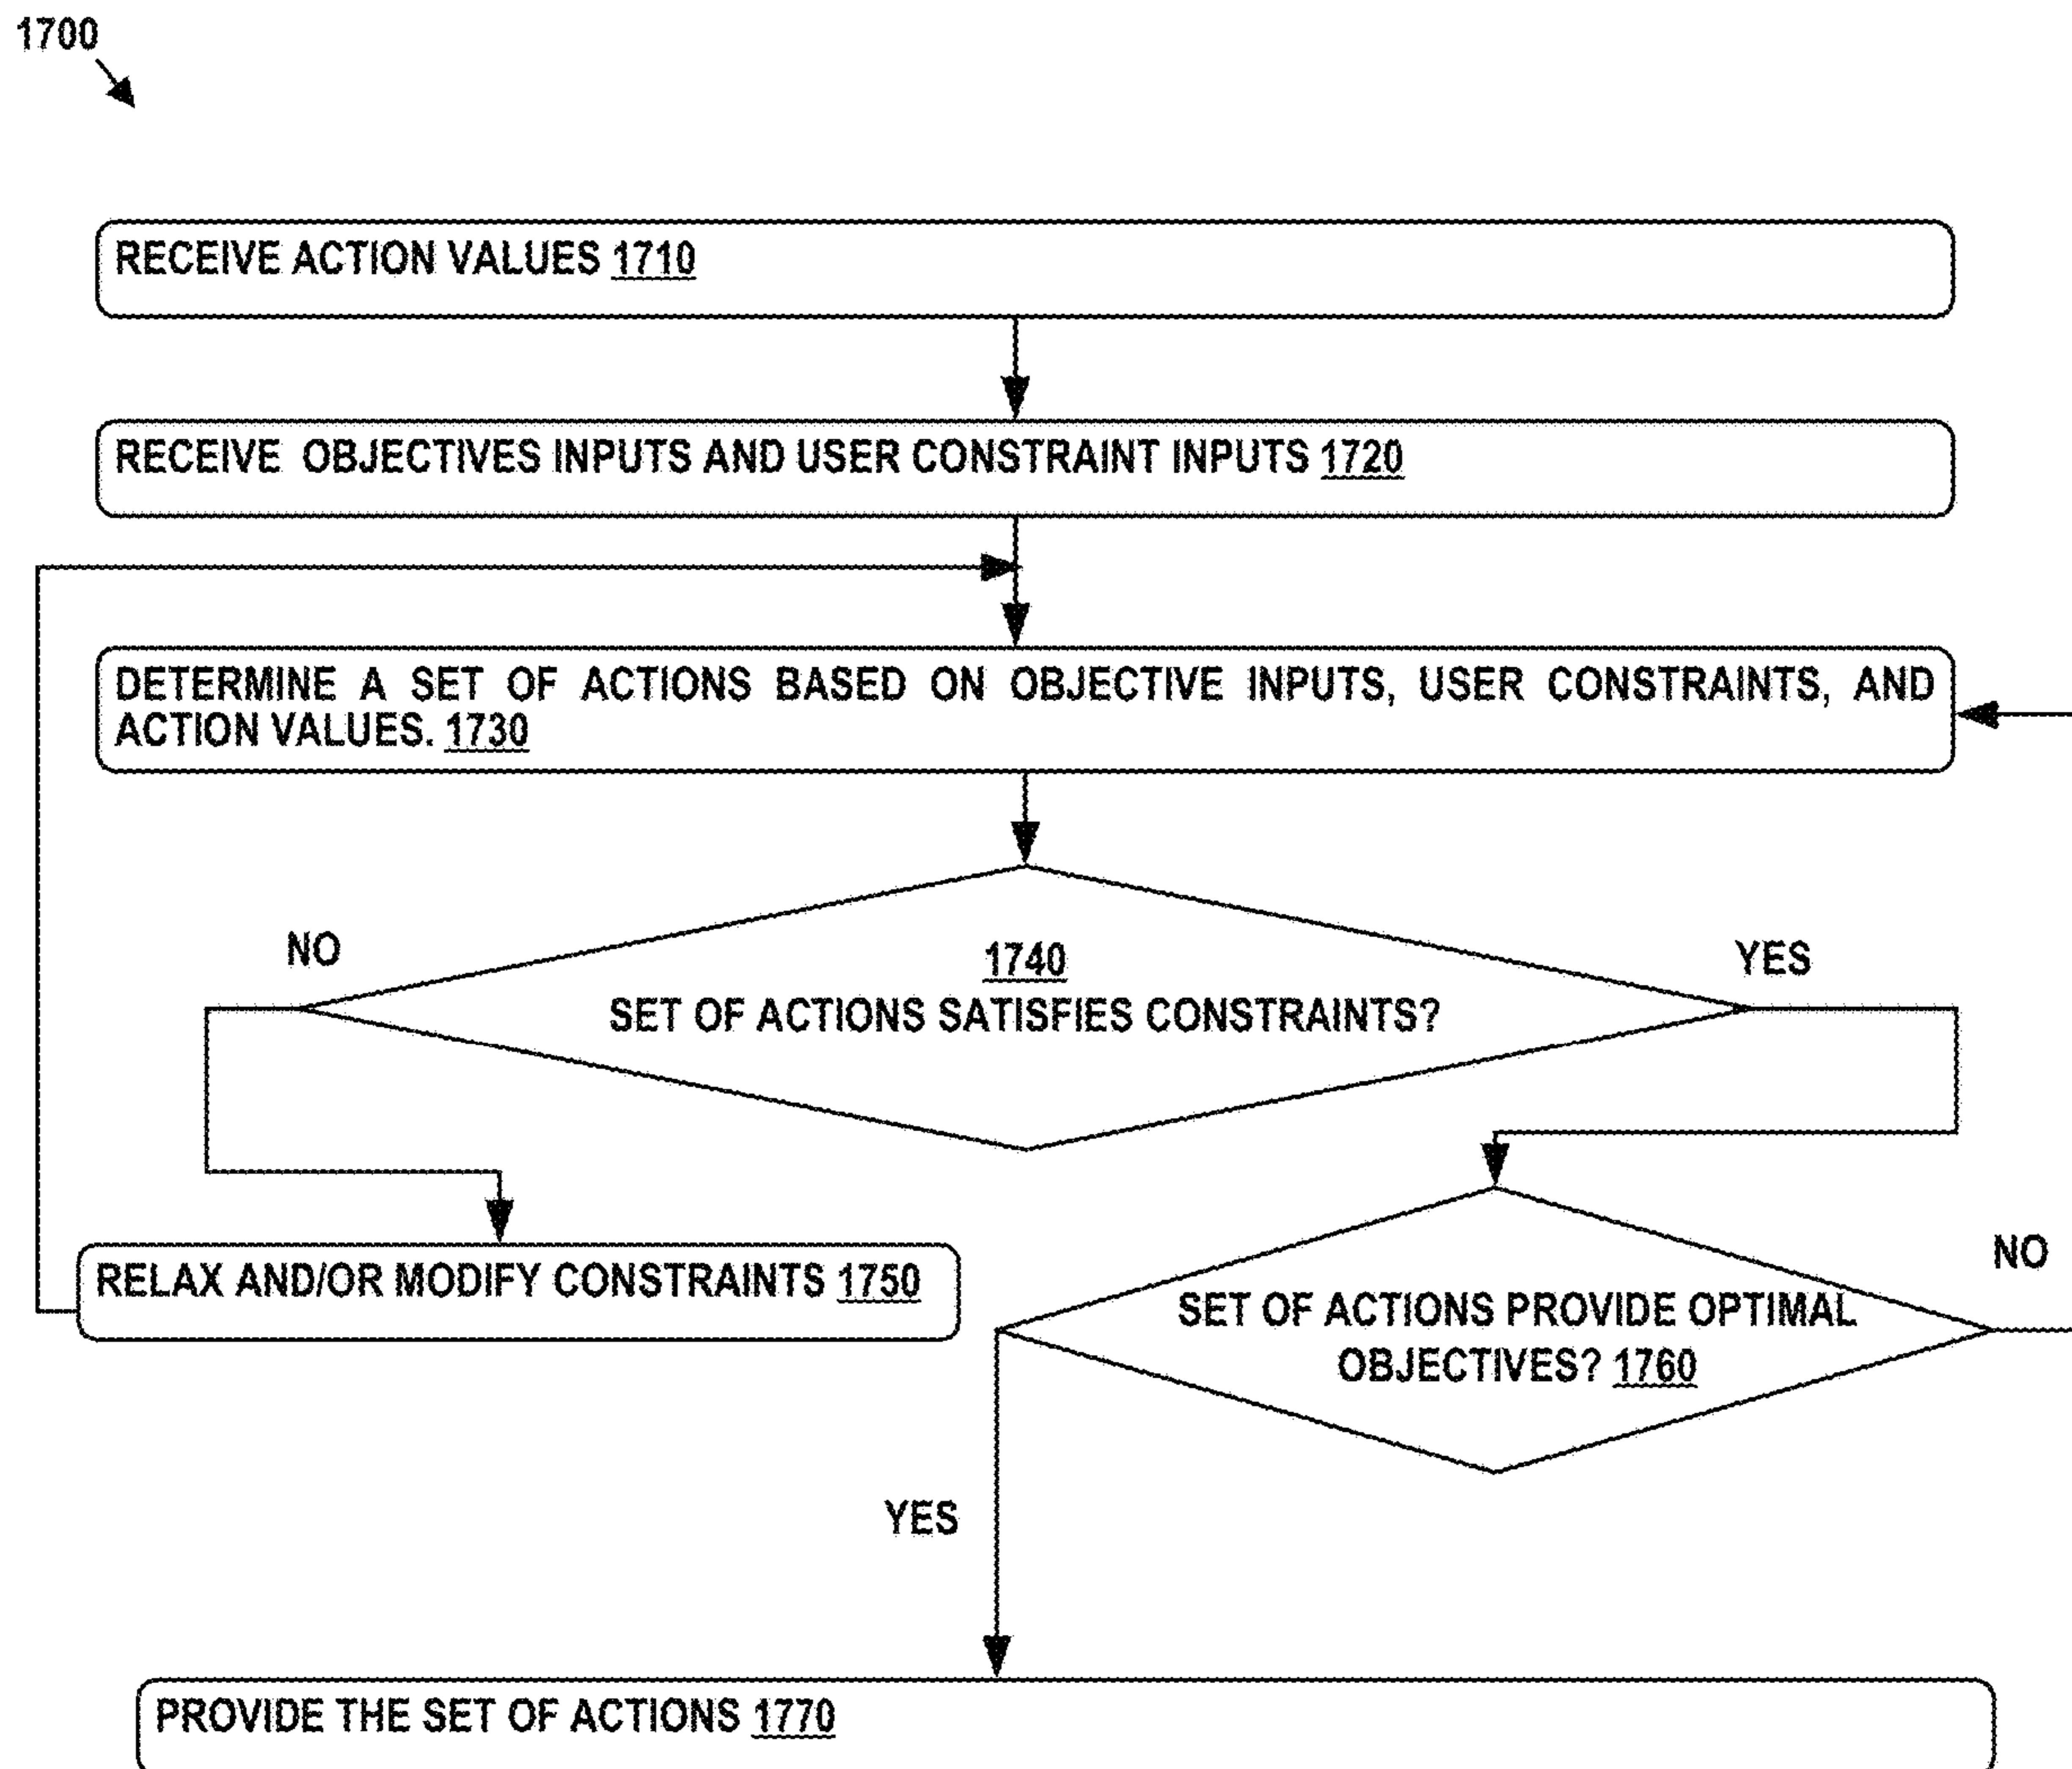 1700
RECEIVE ACTION VALUES 1710
RECEIVE OBJECTIVES INPUTS AND USER CONSTRAINT INPUTS 1720
DETERMINE A SET OF ACTIONS BASED ON OBJECTIVE INPUTS, USER CONSTRAINTS, AND
ACTION VALUES. 1730
NO
1740
YES
SET OF ACTIONS SATISFIES CONSTRAINTS?
RELAX AND/OR MODIFY CONSTRAINTS 1750
NO
SET OF ACTIONS PROVIDE OPTIMAL
OBJECTIVES? 1760
YES
PROVIDE THE SET OF ACTIONS 1770